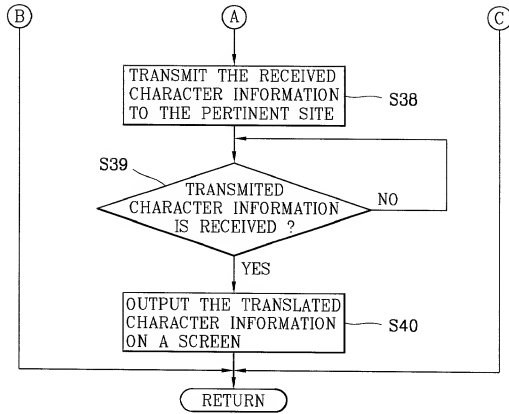 B
A
C
TRANSMIT THE RECEIVED
CHARACTER INFORMATION
TO THE PERTINENT SITE
S38
S39
TRANSMITED
CHARACTER INFORMATION
IS RECEIVED ?
NO
YES
OUTPUT THE TRANSLATED
CHARACTER INFORMATION
ON A SCREEN
S40
RETURN